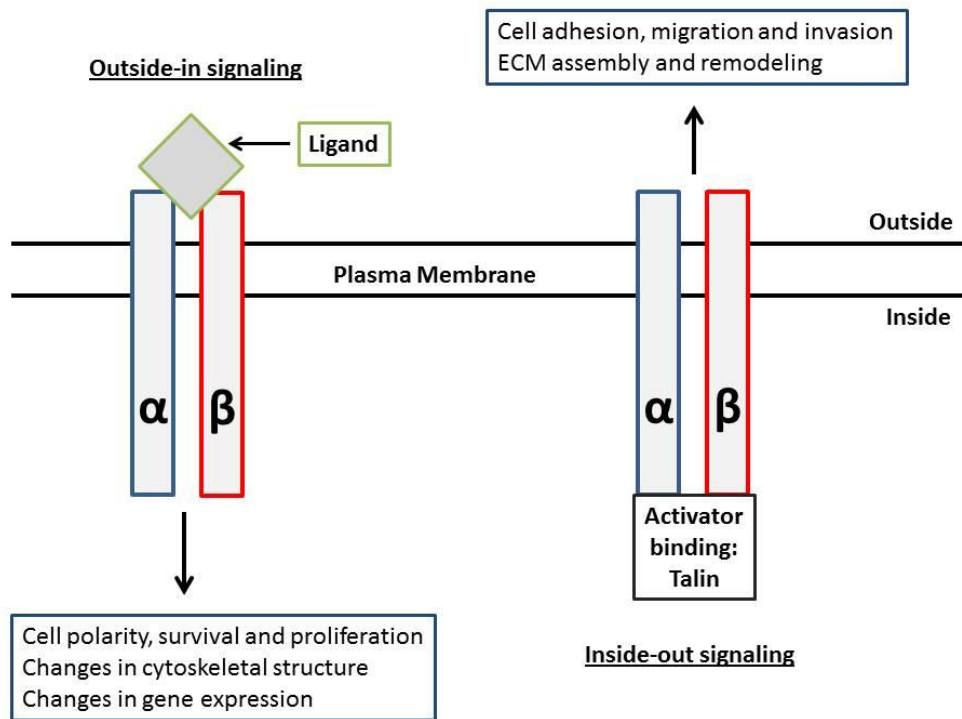 Outside-in signaling
Ligand
Cell adhesion, migration and invasion
ECM assembly and remodeling
Outside
Plasma Membrane
Inside
α
β
α
β
Activator
binding:
Talin
Cell polarity, survival and proliferation
Changes in cytoskeletal structure
Changes in gene expression
Inside-out signaling